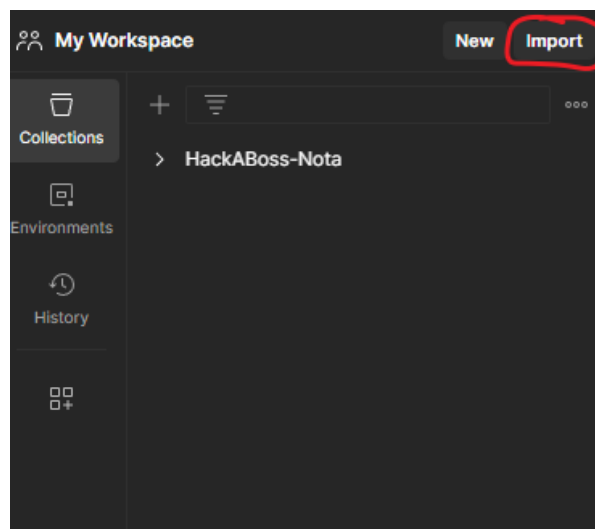 My Workspace
New
Import
Collections
HackABoss-Nota
Environments
History